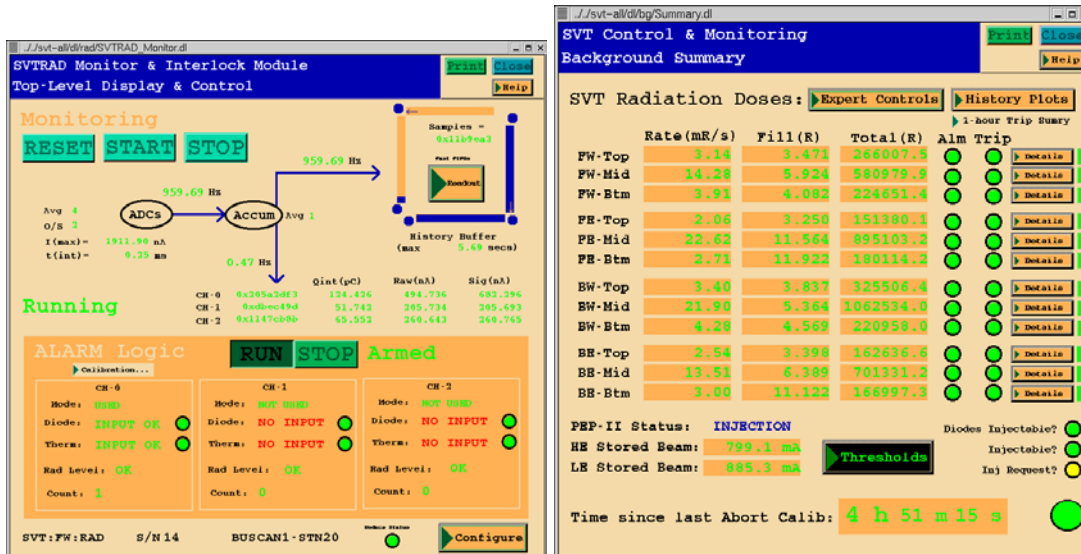 ././svt-all/dl/rad/SVTRAD_Monitor.dl
SVTRAD Monitor & Interlock Module
Top-Level Display & Control
Print Close
Help
Monitoring
RESET START STOP
Samples =
0x11b9ea3
Readout
959.69 Hz
959.69 Hz
Avg 4
O/S 2
ADCs Accum Avg 1
I(max)= 1911.90 nA
t(int)= 0.25 ms
History Buffer
(max 5.69 secs)
0.47 Hz
Qint(pC) Raw(nA) Sig(nA)
Running
CH-0 0x205a2df3 124.426 494.736 682.296
CH-1 0xdbec49d 51.742 205.734 205.693
CH-2 0x1147cb8b 65.552 260.643 260.765
ALARM Logic RUN STOP Armed
Calibration...
CH-0 CH-1 CH-2
Mode: USED Mode: NOT USED Mode: NOT USED
Diode: INPUT OK Diode: NO INPUT Diode: NO INPUT
Therm: INPUT OK Therm: NO INPUT Therm: NO INPUT
Rad Level: OK Rad Level: OK Rad Level: OK
Count: 1 Count: 0 Count: 0
Module Status
SVT:FW:RAD S/N 14 BUSCAN1-STN20 Configure
././svt-all/dl/bg/Summary.dl
SVT Control & Monitoring
Background Summary
Print Close
Help
SVT Radiation Doses: Expert Controls History Plots
1-hour Trip Sumry
Rate(mR/s) Fill(R) Total(R) Alm Trip
FW-Top 3.14 3.471 266007.5 Details
FW-Mid 14.28 5.924 580979.9 Details
FW-Btm 3.91 4.082 224651.4 Details
FE-Top 2.06 3.250 151380.1 Details
FE-Mid 22.62 11.564 895103.2 Details
FE-Btm 2.71 11.922 180114.2 Details
BW-Top 3.40 3.837 325506.4 Details
BW-Mid 21.90 5.364 1062534.0 Details
BW-Btm 4.28 4.569 220958.0 Details
BE-Top 2.54 3.398 162636.6 Details
BE-Mid 13.51 6.389 701331.2 Details
BE-Btm 3.00 11.122 166997.3 Details
PEP-II Status: INJECTION
HE Stored Beam: 799.1 mA
LE Stored Beam: 885.3 mA
Thresholds
Diodes Injectable?
Injectable?
Inj Request?
Time since last Abort Calib: 4 h 51 m 15 s